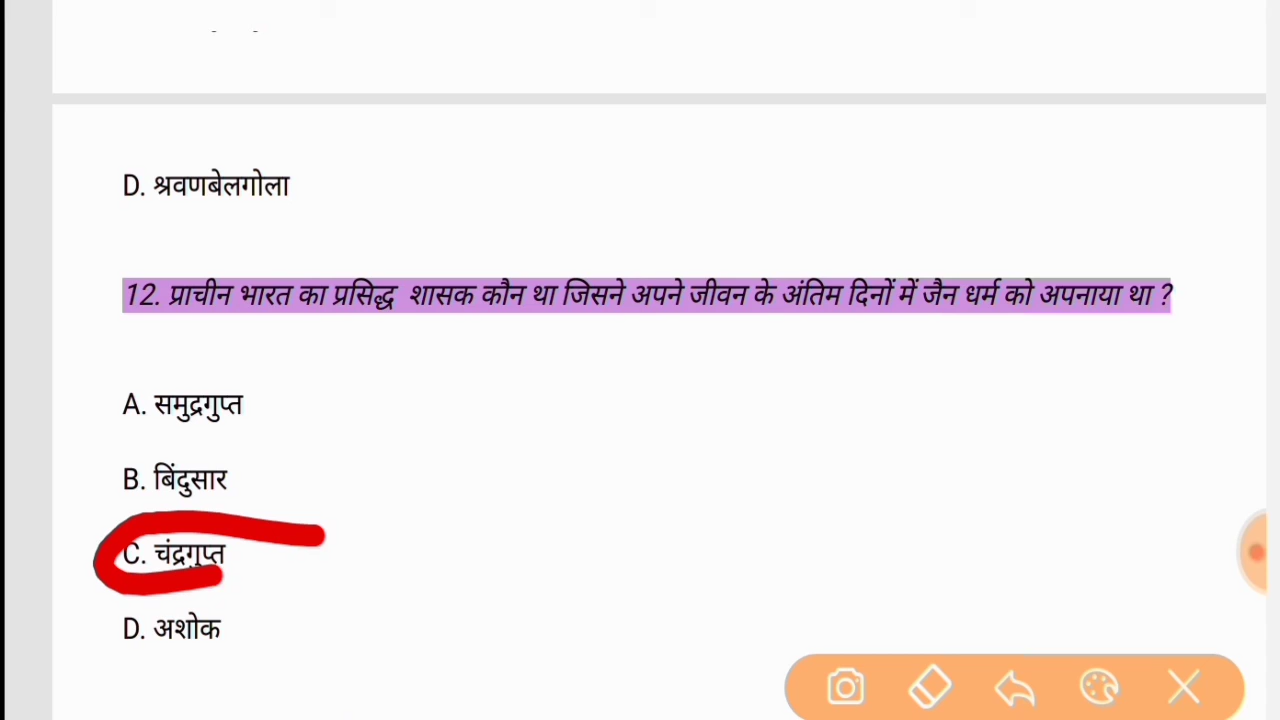 D. श्रवणबेलगोला
12. प्राचीन भारत का प्रसिद्ध शासक कौन था जिसने अपने जीवन के अंतिम दिनों में जैन धर्म को अपनाया था ?
A. समुद्रगुप्त
B. बिंदुसार
C. चंद्रगुप्त
D. अशोक